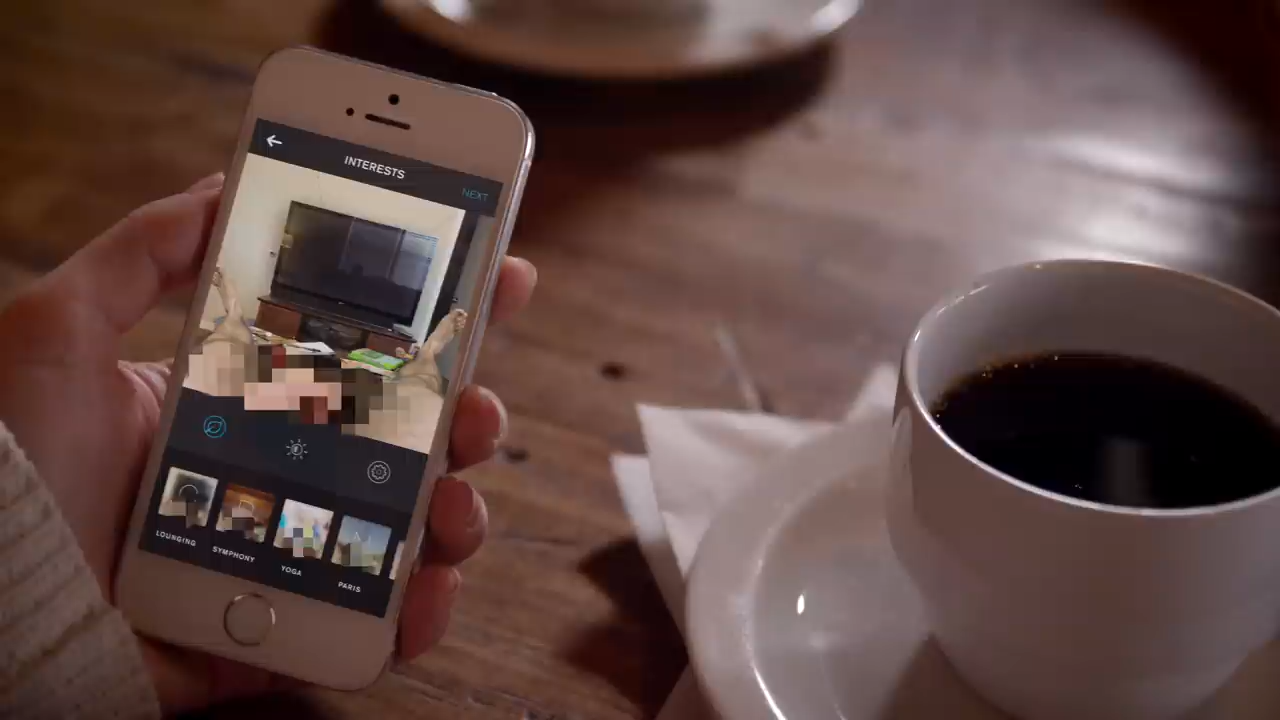 INTERESTS
NEXT
LOUNGING
SYMPHONY
YOGA
PARIS